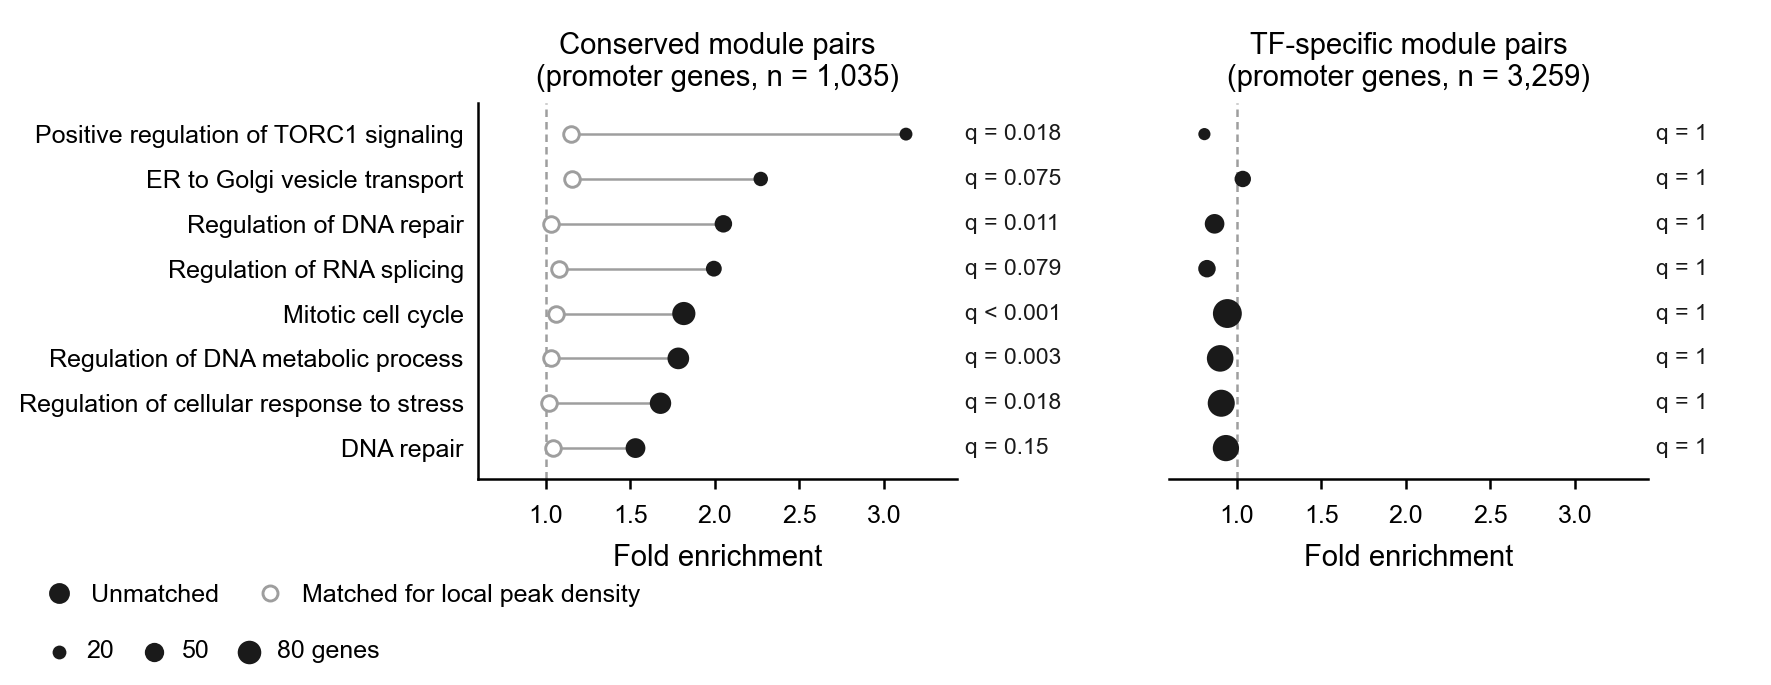 Conserved module pairs
(promoter genes, n = 1,035)
TF-specific module pairs
(promoter genes, n = 3,259)
Positive regulation of TORC1 signaling
q = 0.018
q = 1
ER to Golgi vesicle transport
q = 0.075
q = 1
Regulation of DNA repair
q = 0.011
q = 1
Regulation of RNA splicing
q = 0.079
q = 1
Mitotic cell cycle
q < 0.001
q = 1
Regulation of DNA metabolic process
q = 0.003
q = 1
Regulation of cellular response to stress
q = 0.018
q = 1
DNA repair
q = 0.15
q = 1
1.0 1.5 2.0 2.5 3.0
1.0 1.5 2.0 2.5 3.0
Fold enrichment
Fold enrichment
Unmatched Matched for local peak density
20 50 80 genes